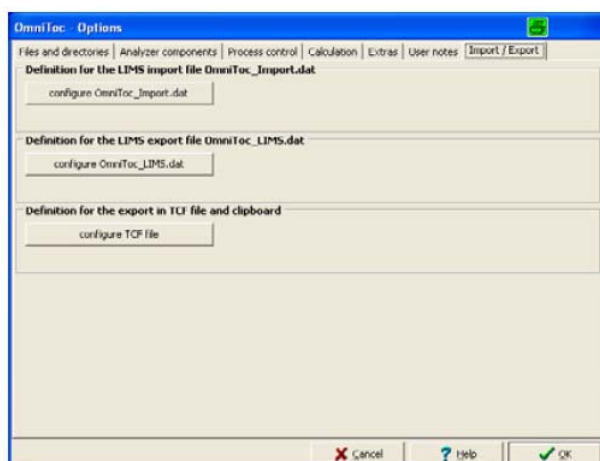 OmniToc - Options
Files and directories Analyzer components Process control Calculation Extras User notes Import / Export
Definition for the LIMS import file OmniToc_Import.dat
configure OmniToc_Import.dat
Definition for the LIMS export file OmniToc_LIMS.dat
configure OmniToc_LIMS.dat
Definition for the export in TCF file and clipboard
configure TCF file
Cancel Help OK